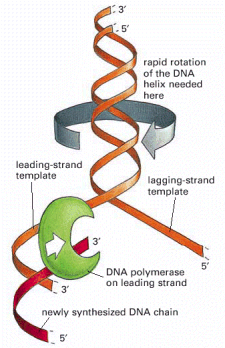 3′
5′
rapid rotation
of the DNA
helix needed
here
leading-strand
template
lagging-strand
template
3′
5′
DNA polymerase
on leading strand
3′
newly synthesized DNA chain
5′